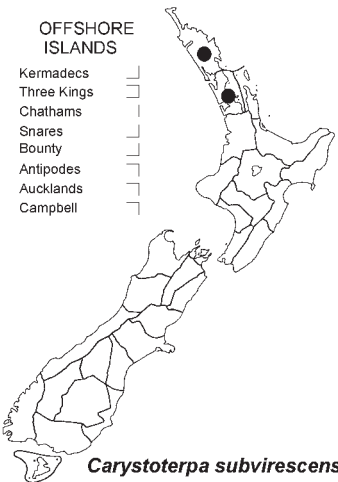 OFFSHORE
ISLANDS
Kermadecs
Three Kings
Chathams
Snares
Bounty
Antipodes
Aucklands
Campbell
Carystoterpa subvirescens